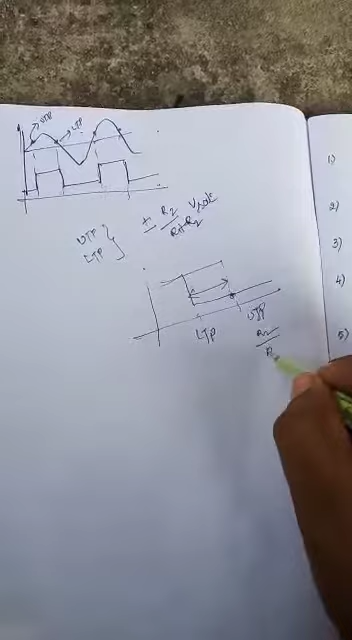 UTP LTP
UTP
LTP } ± R2/R1+R2 Vsat
LTP UTP
R2/R
1)
2)
3)
4)
5)